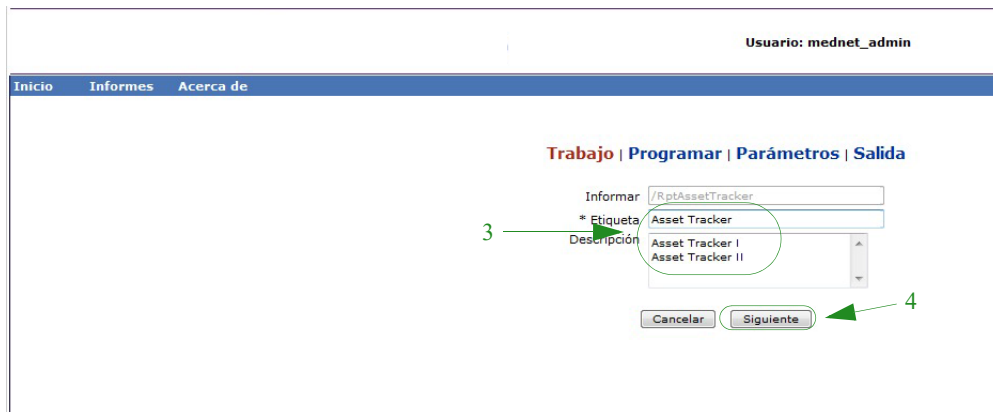 Usuario: mednet_admin
Inicio Informes Acerca de
Trabajo | Programar | Parámetros | Salida
Informar /RptAssetTracker
* Etiqueta Asset Tracker
3
Descripción Asset Tracker I
Asset Tracker II
4
Cancelar Siguiente